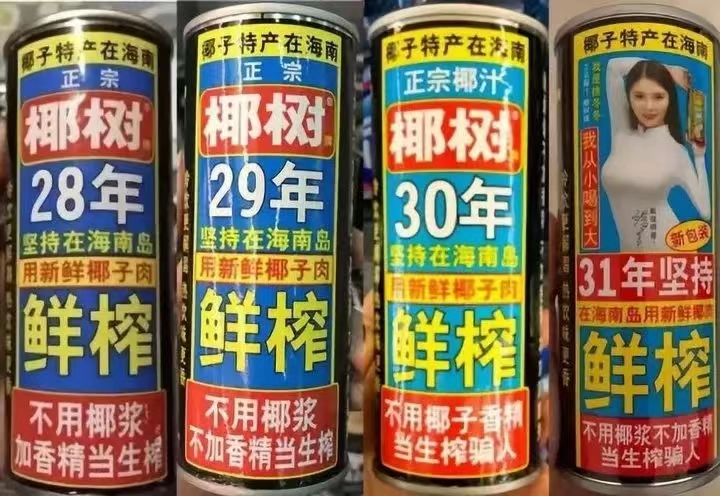 椰子特产在海南
正宗
椰树
28年
坚持在海南岛
用新鲜椰子肉
鲜榨
不用椰浆
加香精当生榨
椰子特产在海南
正宗
椰树
29年
坚持在海南岛
用新鲜椰子肉
鲜榨
不用椰浆
不加香精当生榨
椰子特产在海南
正宗椰汁
椰树
30年
坚持在海南岛
用新鲜椰子肉
鲜榨
不用椰子香精
当生榨骗人
椰子特产在海南
我从小喝到大
新包装
31年坚持
在海南岛用新鲜椰肉
鲜榨
不用椰浆不加香精
当生榨骗人